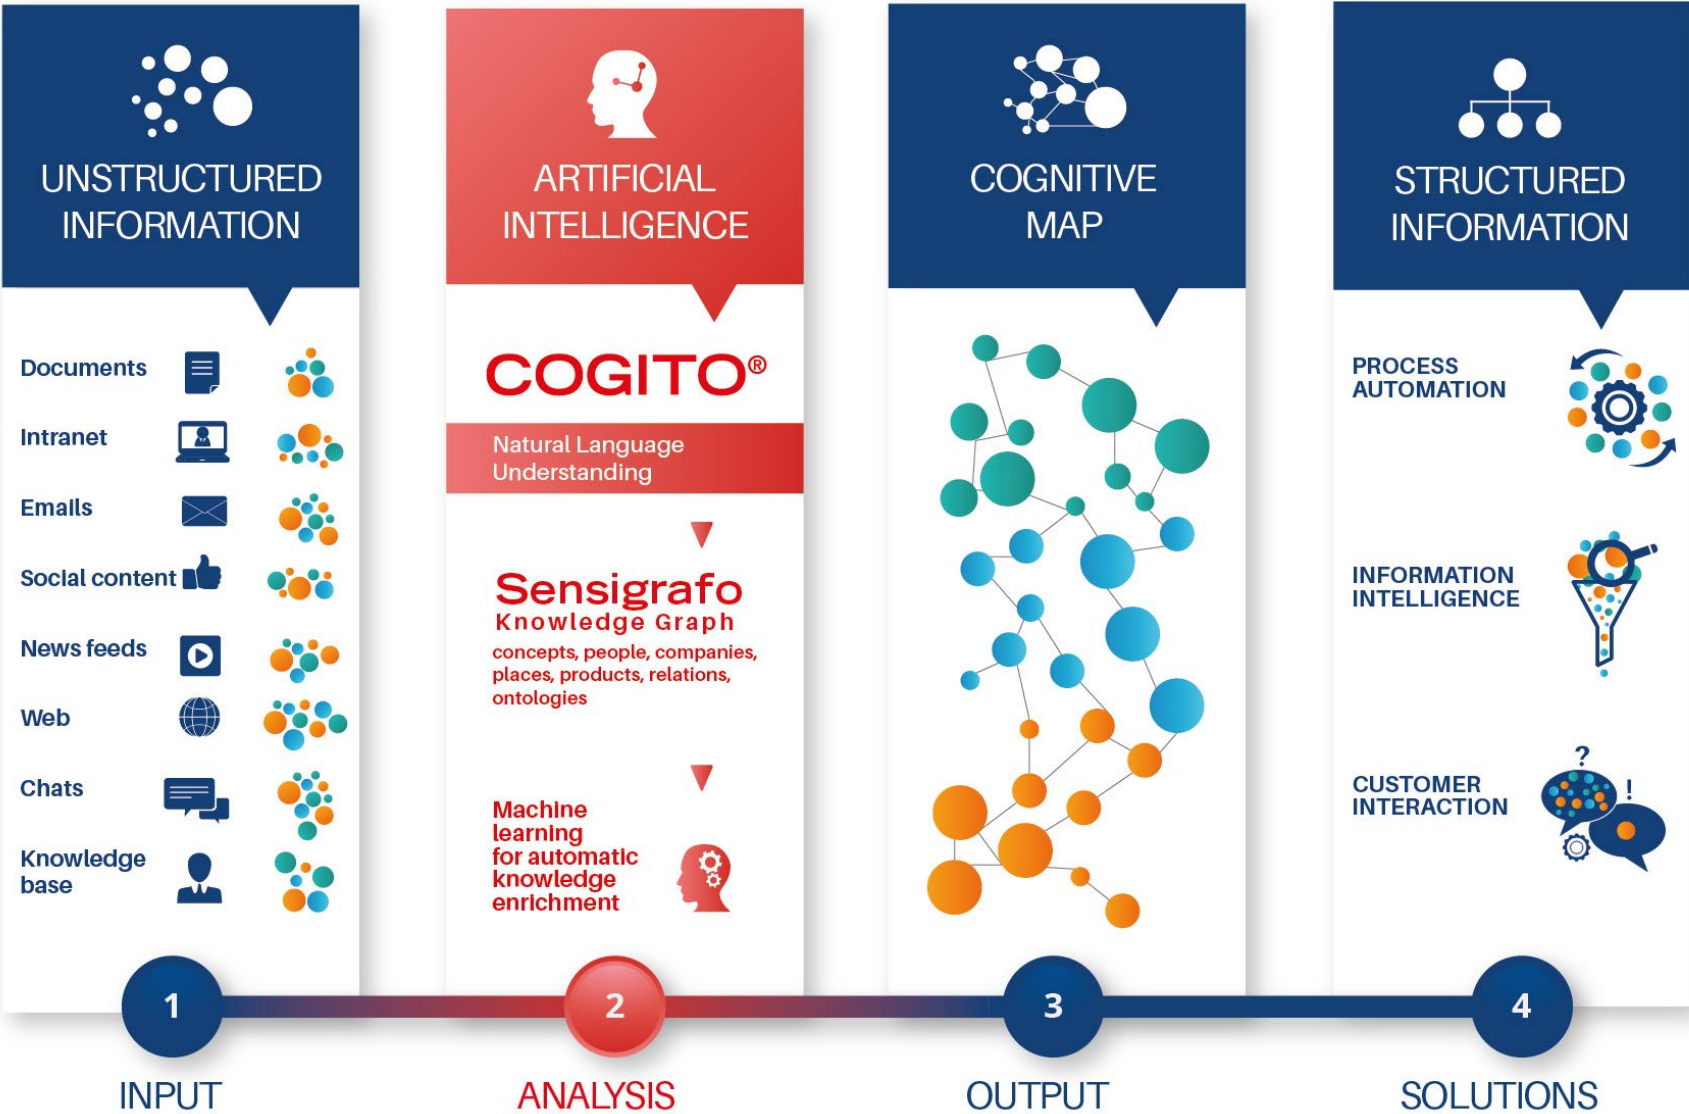 UNSTRUCTURED
INFORMATION
Documents
Intranet
Emails
Social content
News feeds
Web
Chats
Knowledge
base
1
INPUT
ARTIFICIAL
INTELLIGENCE
COGITO®
Natural Language
Understanding
Sensigrafo
Knowledge Graph
concepts, people, companies,
places, products, relations,
ontologies
Machine
learning
for automatic
knowledge
enrichment
2
ANALYSIS
COGNITIVE
MAP
3
OUTPUT
STRUCTURED
INFORMATION
PROCESS
AUTOMATION
INFORMATION
INTELLIGENCE
?
!
CUSTOMER
INTERACTION
4
SOLUTIONS